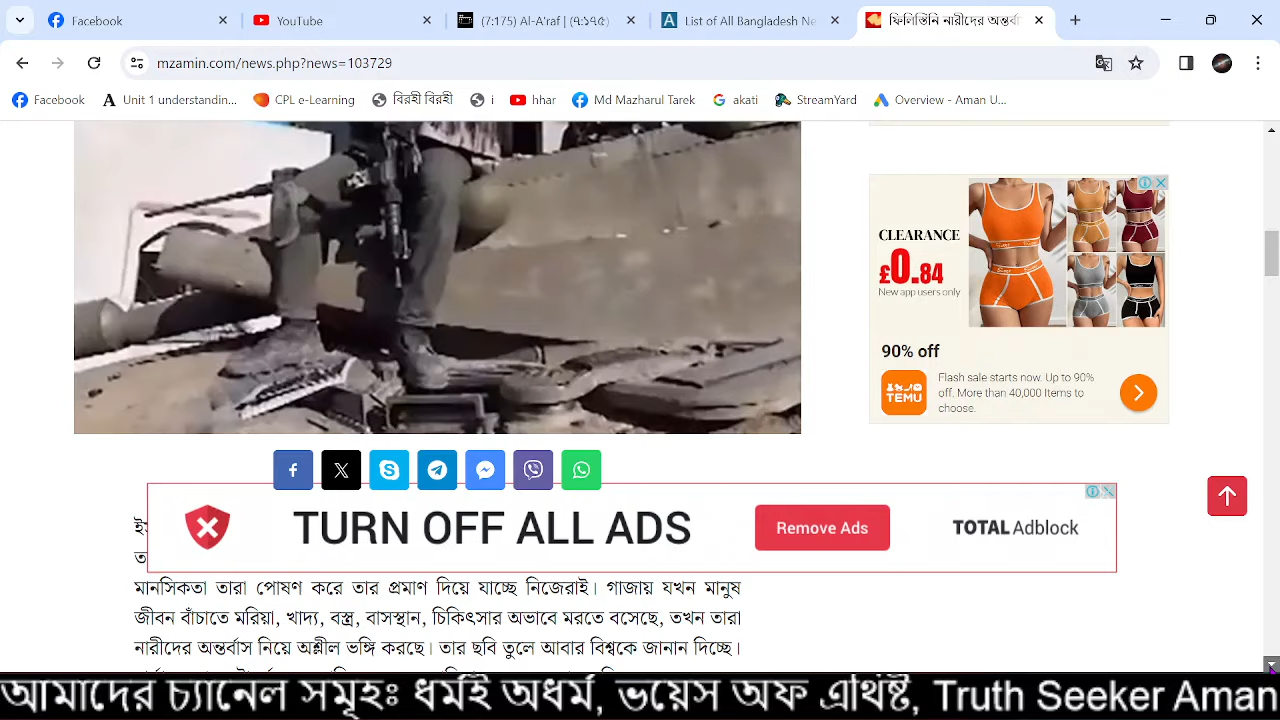 Facebook
YouTube
(7:175) Al-A'raf | (৭:১৭৫)
List of All Bangladesh Ne
ফিলিস্তিনি নারীদের অন্তর্বা
mzamin.com/news.php?news=103729
Facebook
Unit 1 understandin...
CPL e-Learning
বিরহী বিরহী
i
hhar
Md Mazharul Tarek
akati
StreamYard
Overview - Aman U...
CLEARANCE
£0.84
New app users only
90% off
TEMU
Flash sale starts now. Up to 90%
off. More than 40,000 Items to
choose.
TURN OFF ALL ADS
Remove Ads
TOTAL Adblock
মানসিকতা তারা পোষণ করে তার প্রমাণ দিয়ে যাচ্ছে নিজেরাই। গাজায় যখন মানুষ
জীবন বাঁচাতে মরিয়া, খাদ্য, বস্ত্র, বাসস্থান, চিকিৎসার অভাবে মরতে বসেছে, তখন তারা
নারীদের অন্তর্বাস নিয়ে অশ্লীল ভঙ্গি করছে। তার ছবি তুলে আবার বিশ্বকে জানান দিচ্ছে।
আমাদের চ্যানেল সমূহঃ ধর্মই অধর্ম, ভয়েস অফ এথিষ্ট, Truth Seeker Aman